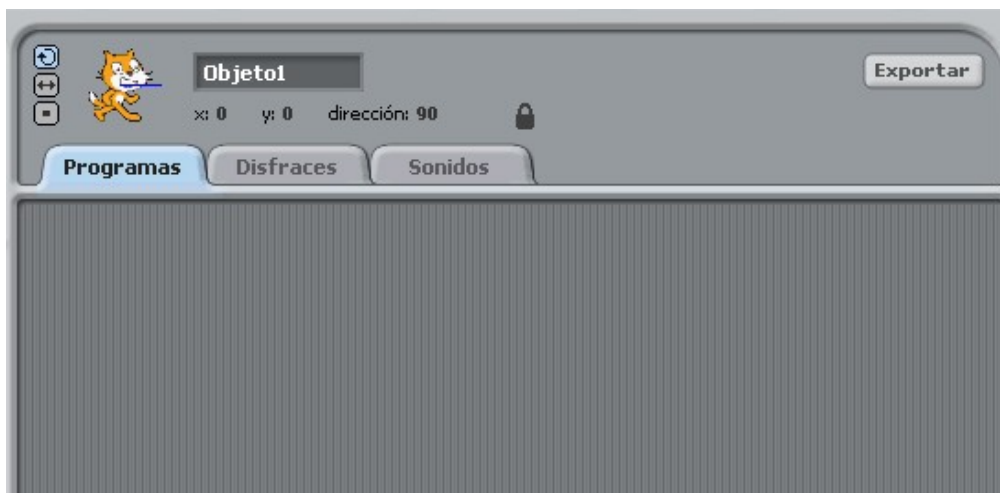 Objeto1
Exportar
x: 0 y: 0 dirección: 90
Programas Disfraces Sonidos